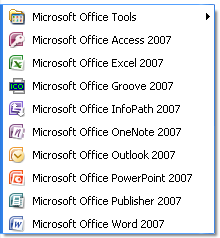 Microsoft Office Tools
Microsoft Office Access 2007
Microsoft Office Excel 2007
ICO Microsoft Office Groove 2007
Microsoft Office InfoPath 2007
Microsoft Office OneNote 2007
Microsoft Office Outlook 2007
Microsoft Office PowerPoint 2007
Microsoft Office Publisher 2007
Microsoft Office Word 2007